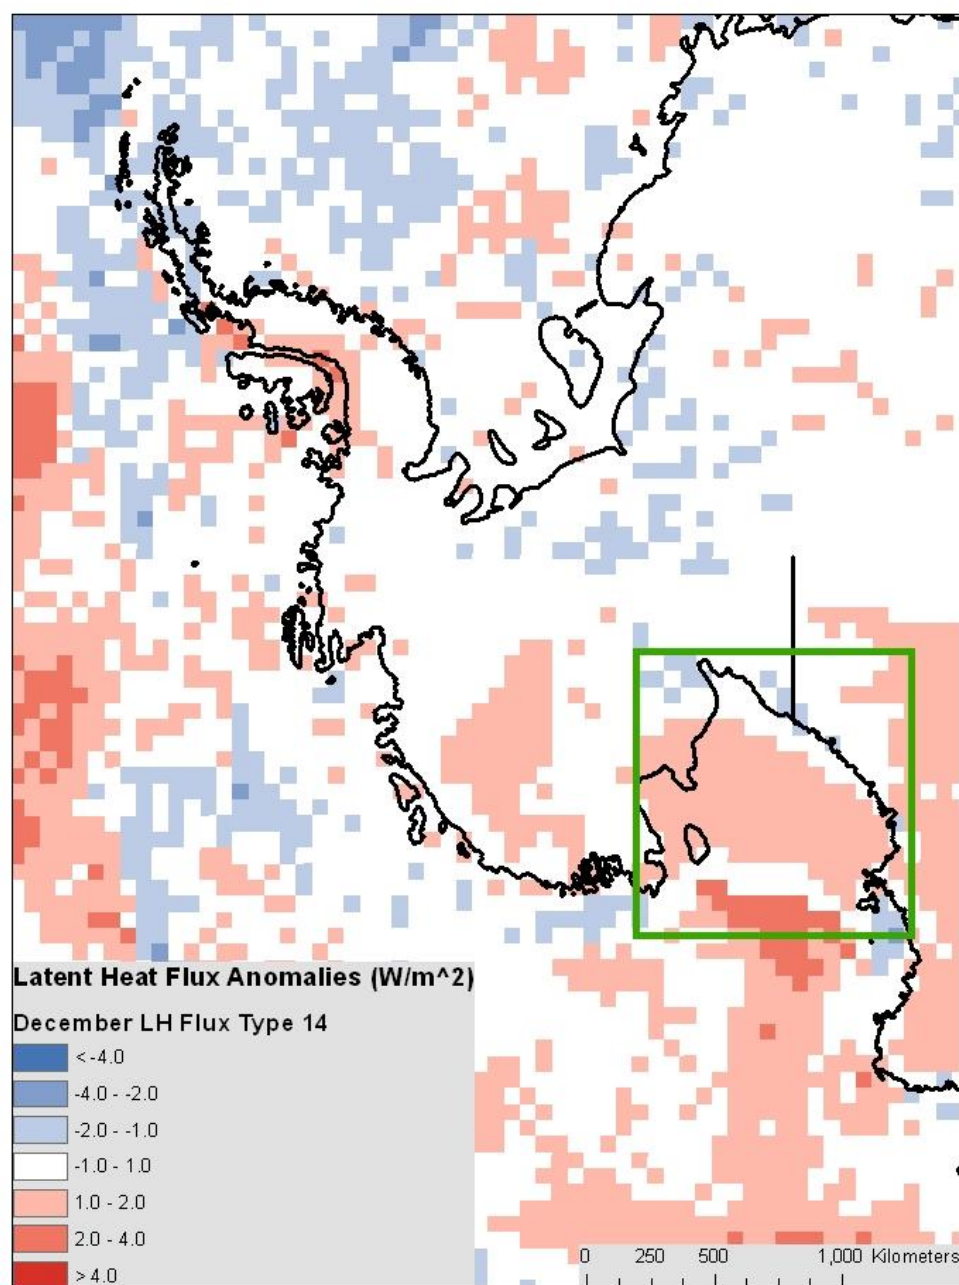 Latent Heat Flux Anomalies (W/m^2)
December LH Flux Type 14
< -4.0
-4.0 - -2.0
-2.0 - -1.0
-1.0 - 1.0
1.0 - 2.0
2.0 - 4.0
> 4.0
0 250 500 1,000 Kilometers